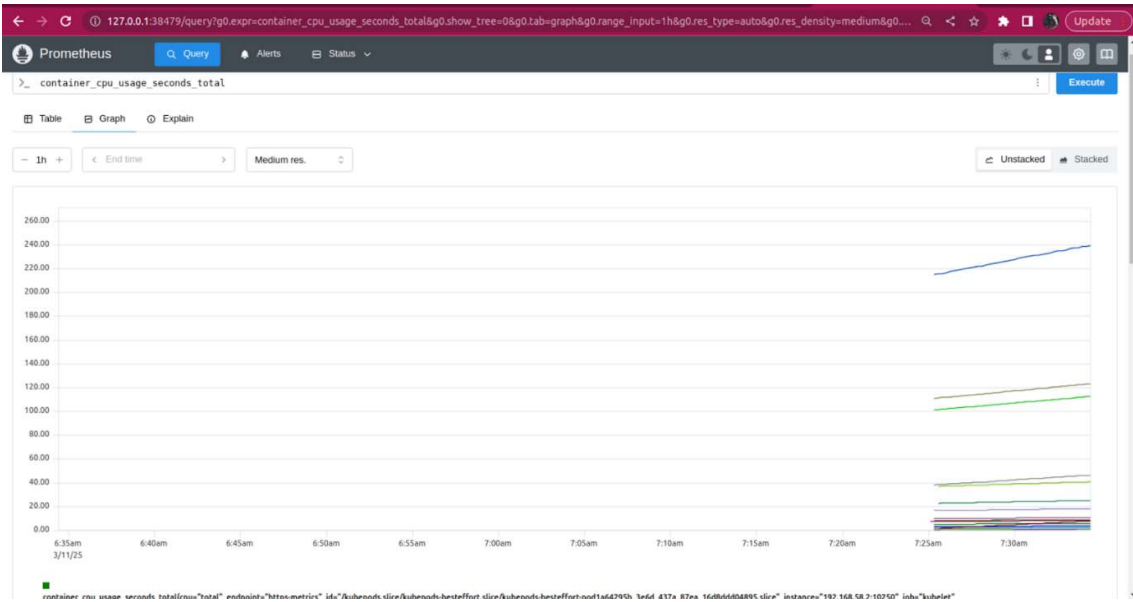 127.0.0.1:38479/query?g0.expr=container_cpu_usage_seconds_total&g0.show_tree=0&g0.tab=graph&g0.range_input=1h&g0.res_type=auto&g0.res_density=medium&g0.... Update
Prometheus Query Alerts Status
>_ container_cpu_usage_seconds_total Execute
Table Graph Explain
− 1h + < End time > Medium res. Unstacked Stacked
260.00
240.00
220.00
200.00
180.00
160.00
140.00
120.00
100.00
80.00
60.00
40.00
20.00
0.00
6:35am 6:40am 6:45am 6:50am 6:55am 7:00am 7:05am 7:10am 7:15am 7:20am 7:25am 7:30am
3/11/25
container_cpu_usage_seconds_total{cpu="total", endpoint="https-metrics", id="/kubepods.slice/kubepods-besteffort.slice/kubepods-besteffort-pod1a64295b_3e6d_437a_87ea_16d8ddd04895.slice", instance="192.168.58.2:10250", job="kubelet"